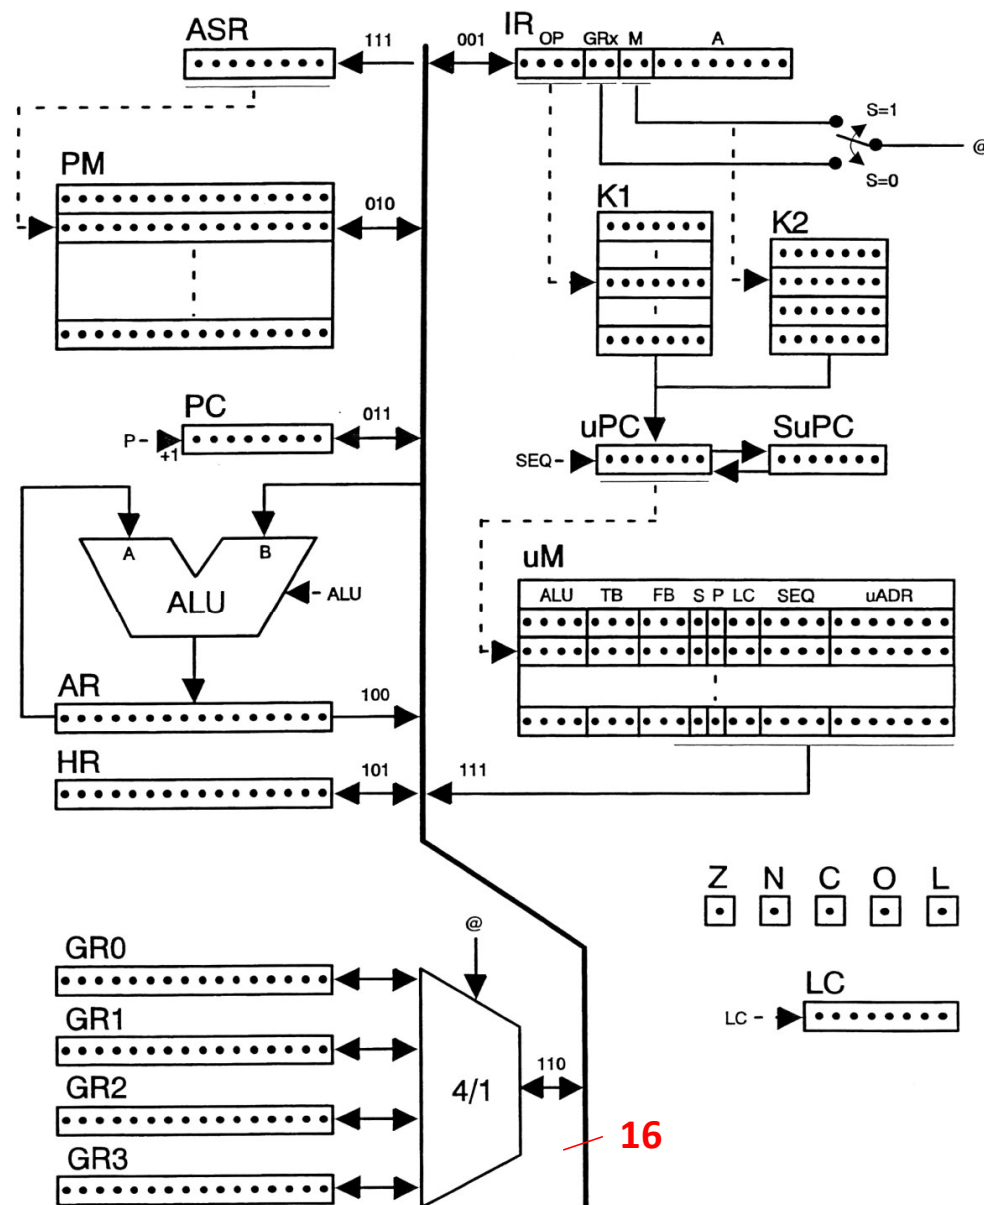 ASR
111
001
IR
OP
GRx
M
A
S=1
@
S=0
PM
010
K1
K2
PC
P
+1
011
uPC
SuPC
SEQ
A
B
ALU
ALU
uM
ALU TB FB S P LC SEQ uADR
AR
100
HR
101
111
Z N C O L
@
GR0
LC
LC
GR1
GR2
4/1
110
16
GR3